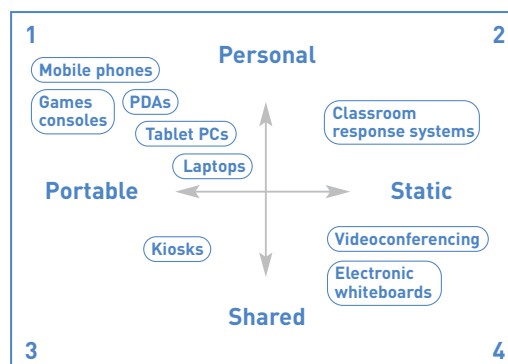 1
2
Personal
Mobile phones
Games
consoles
PDAs
Tablet PCs
Laptops
Classroom
response systems
Portable
Static
Kiosks
Videoconferencing
Electronic
whiteboards
Shared
3
4